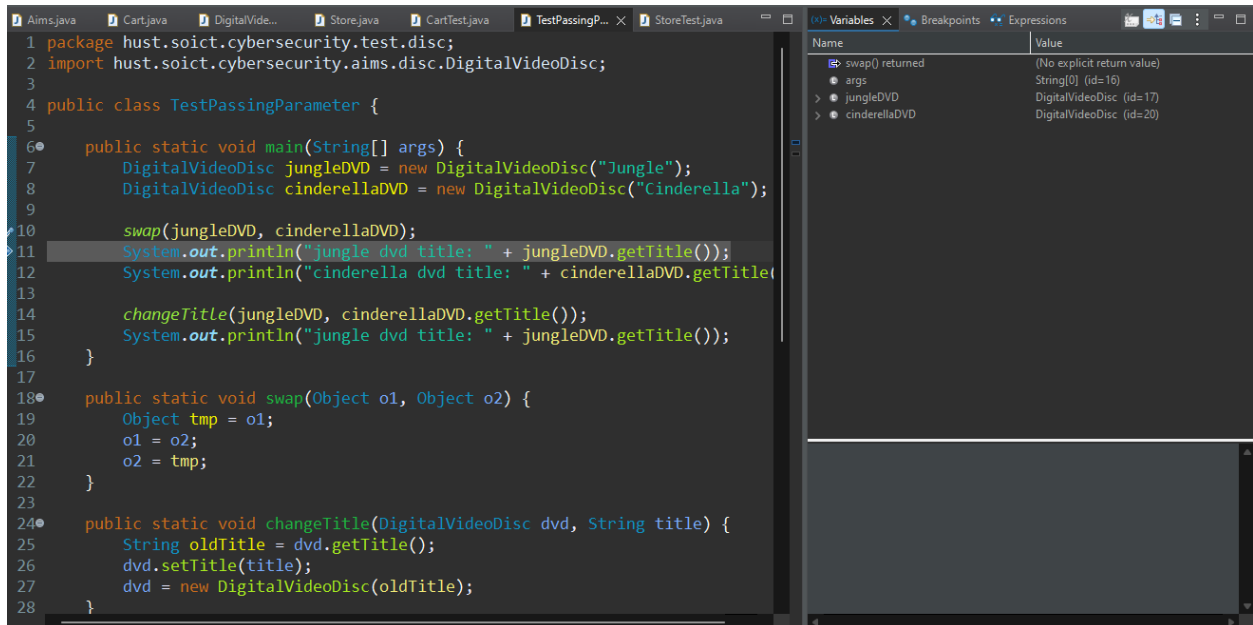 Aims.java Cart.java DigitalVide... Store.java CartTest.java TestPassingP... StoreTest.java
1 package hust.soict.cybersecurity.test.disc;
2 import hust.soict.cybersecurity.aims.disc.DigitalVideoDisc;
3
4 public class TestPassingParameter {
5
6 public static void main(String[] args) {
7 DigitalVideoDisc jungleDVD = new DigitalVideoDisc("Jungle");
8 DigitalVideoDisc cinderellaDVD = new DigitalVideoDisc("Cinderella");
9
10 swap(jungleDVD, cinderellaDVD);
11 System.out.println("jungle dvd title: " + jungleDVD.getTitle());
12 System.out.println("cinderella dvd title: " + cinderellaDVD.getTitle(
13
14 changeTitle(jungleDVD, cinderellaDVD.getTitle());
15 System.out.println("jungle dvd title: " + jungleDVD.getTitle());
16 }
17
18 public static void swap(Object o1, Object o2) {
19 Object tmp = o1;
20 o1 = o2;
21 o2 = tmp;
22 }
23
24 public static void changeTitle(DigitalVideoDisc dvd, String title) {
25 String oldTitle = dvd.getTitle();
26 dvd.setTitle(title);
27 dvd = new DigitalVideoDisc(oldTitle);
28 }
(x)= Variables Breakpoints Expressions
Name Value
swap() returned (No explicit return value)
args String[0] (id=16)
jungleDVD DigitalVideoDisc (id=17)
cinderellaDVD DigitalVideoDisc (id=20)